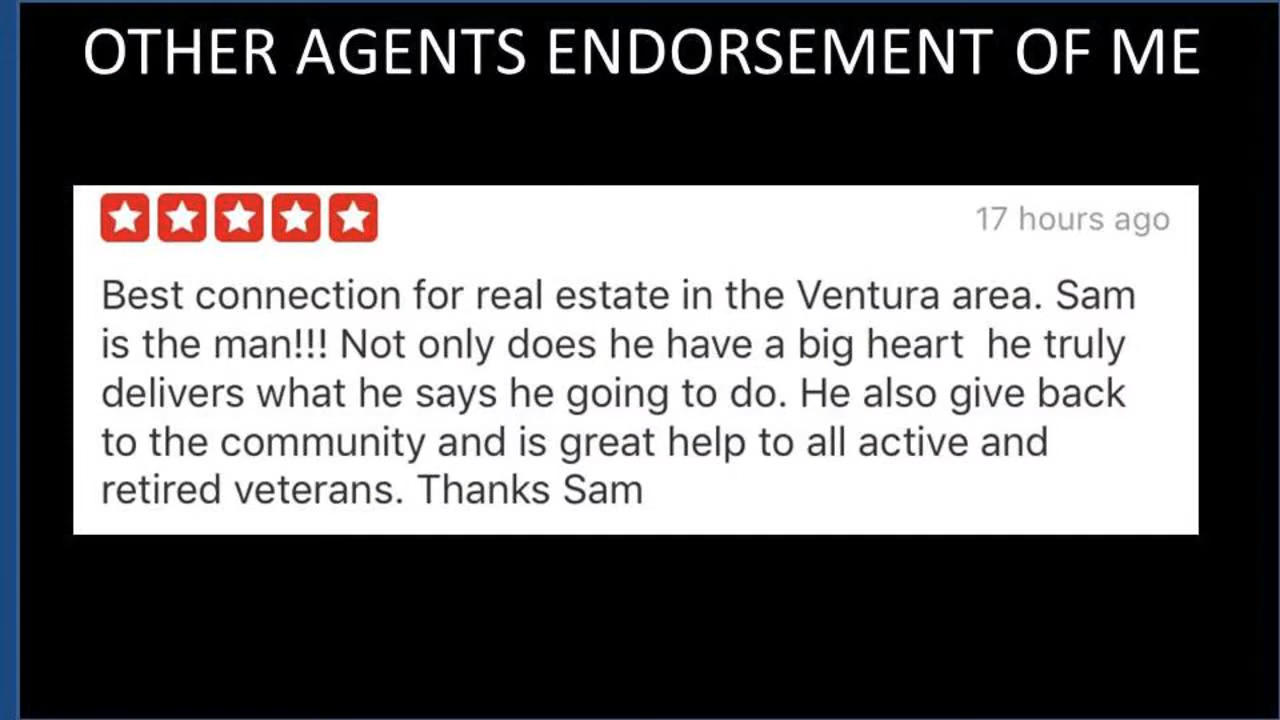 OTHER AGENTS ENDORSEMENT OF ME
17 hours ago
Best connection for real estate in the Ventura area. Sam
is the man!!! Not only does he have a big heart  he truly
delivers what he says he going to do. He also give back
to the community and is great help to all active and
retired veterans. Thanks Sam